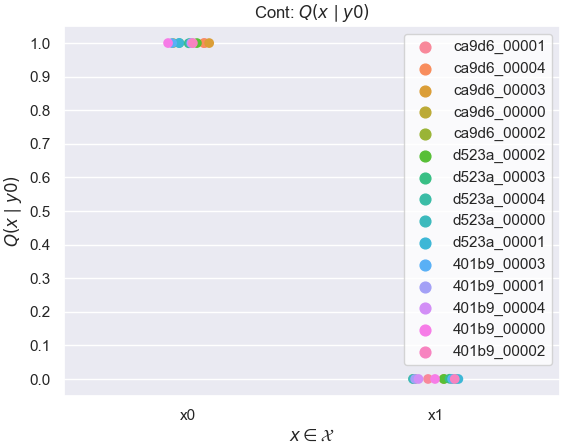 Cont: Q(x | y0)
Q(x | y0)
1.0
0.9
0.8
0.7
0.6
0.5
0.4
0.3
0.2
0.1
0.0
ca9d6_00001
ca9d6_00004
ca9d6_00003
ca9d6_00000
ca9d6_00002
d523a_00002
d523a_00003
d523a_00004
d523a_00000
d523a_00001
401b9_00003
401b9_00001
401b9_00004
401b9_00000
401b9_00002
x0
x1
x ∈ 𝒳